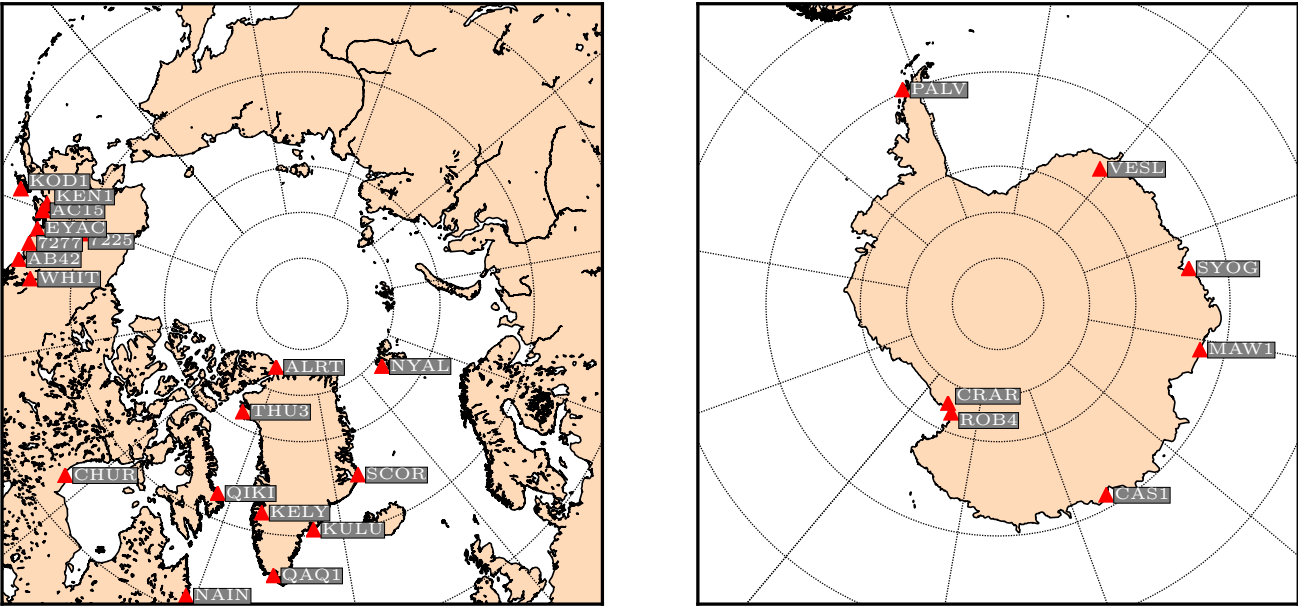 KOD1
KEN1
AC15
EYAC
7277
7225
AB42
WHIT
ALRT
NYAL
THU3
CHUR
SCOR
QIKI
KELY
KULU
QAQ1
NAIN
PALV
VESL
SYOG
MAW1
CRAR
ROB4
CAS1